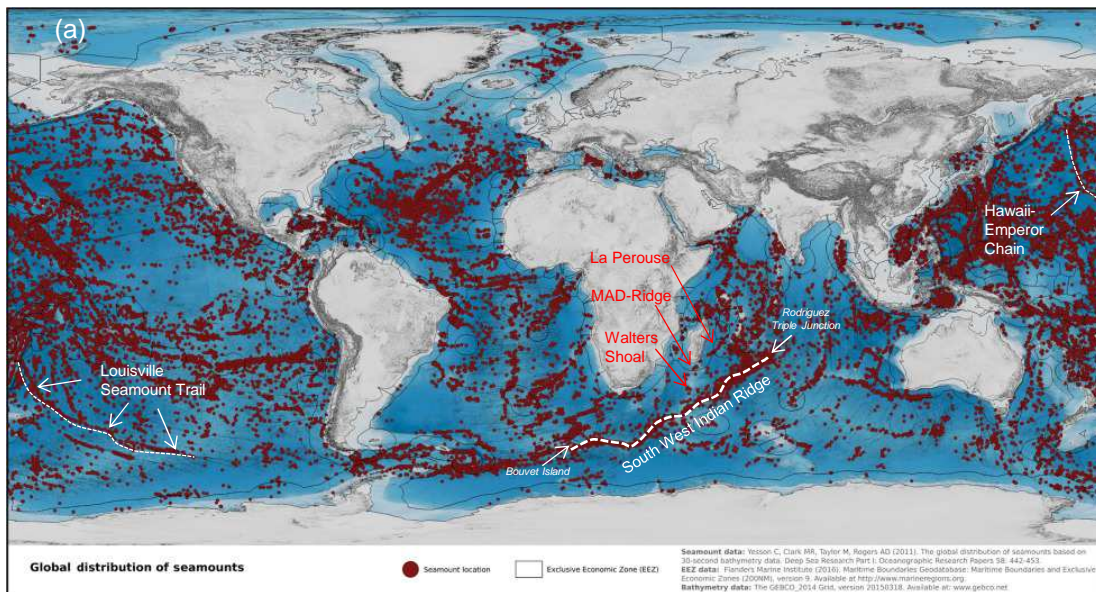 (a)
Hawaii-
Emperor
Chain
La Perouse
MAD-Ridge
Walters
Shoal
Rodriguez
Triple Junction
Louisville
Seamount Trail
South West Indian Ridge
Bouvet Island
Global distribution of seamounts
Seamount location
Exclusive Economic Zone (EEZ)
Seamount data: Yesson C, Clark MR, Taylor M, Rogers AD (2011). The global distribution of seamounts based on
30-second bathymetry data. Deep Sea Research Part I: Oceanographic Research Papers 58: 442-453.
EEZ data: Flanders Marine Institute (2016). Maritime Boundaries Geodatabase: Maritime Boundaries and Exclusive
Economic Zones (200NM), version 9. Available at http://www.marineregions.org.
Bathymetry data: The GEBCO_2014 Grid, version 20150318. Available at: www.gebco.net